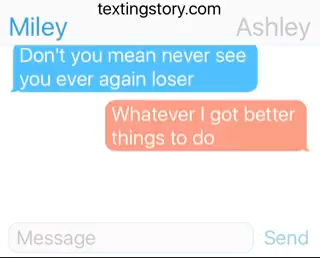 textingstory.com
Miley Ashley
Don't you mean never see
you ever again loser
Whatever I got better
things to do
Message Send